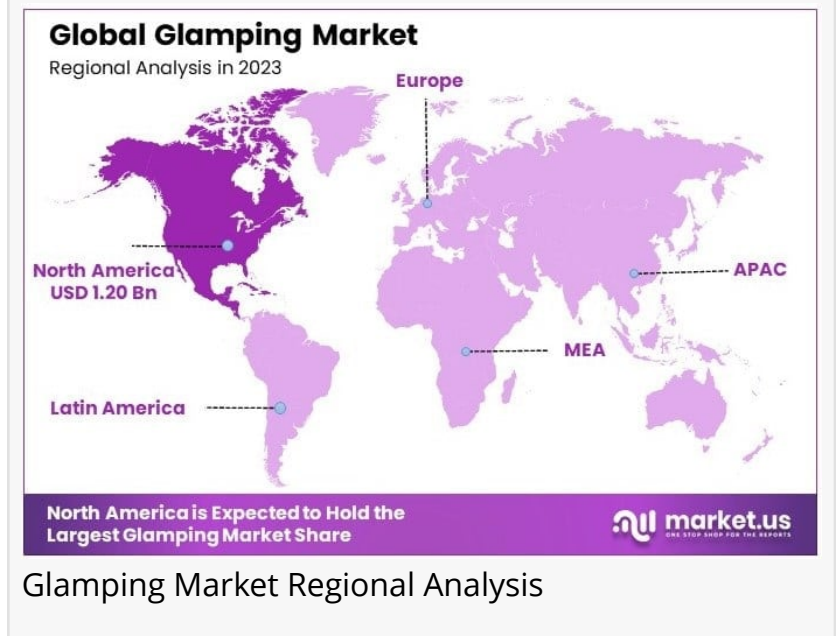 Global Glamping Market
Regional Analysis in 2023
Europe
North America
USD 1.20 Bn
APAC
MEA
Latin America
North America is Expected to Hold the
Largest Glamping Market Share
market.us
ONE STOP SHOP FOR THE REPORTS
Glamping Market Regional Analysis